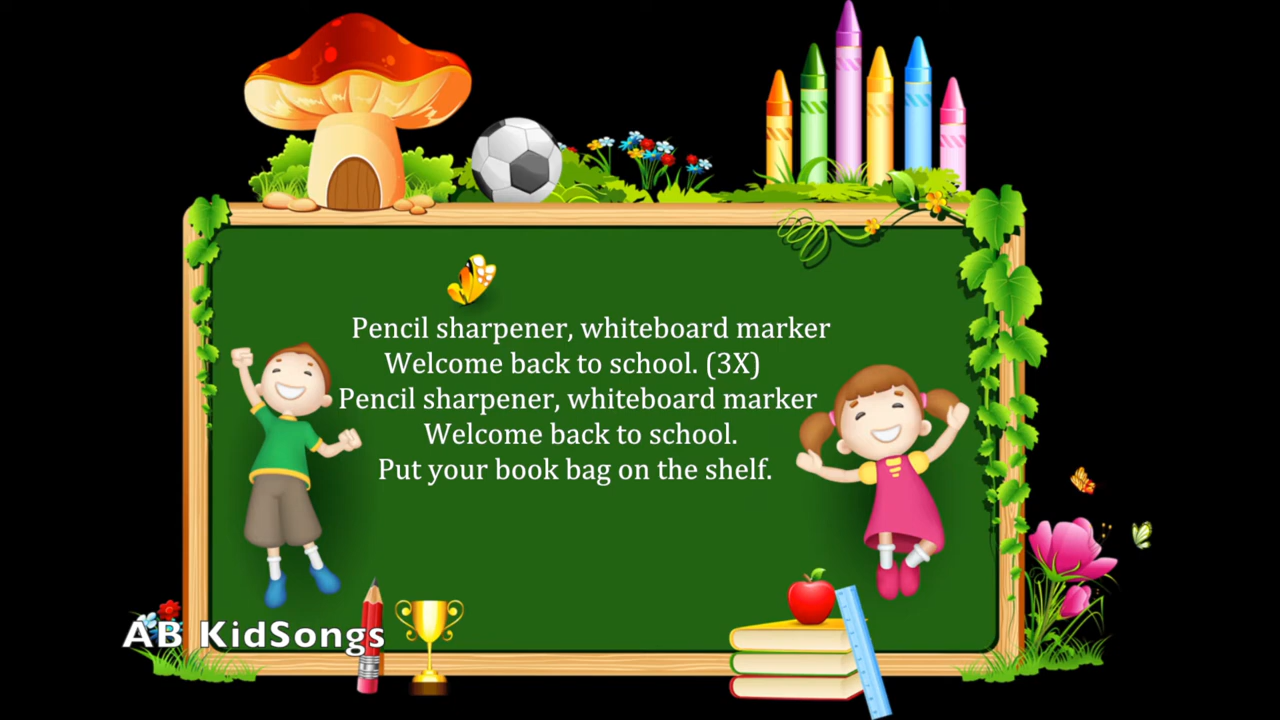 Pencil sharpener, whiteboard marker
Welcome back to school. (3X)
Pencil sharpener, whiteboard marker
Welcome back to school.
Put your book bag on the shelf.
AB KidSongs